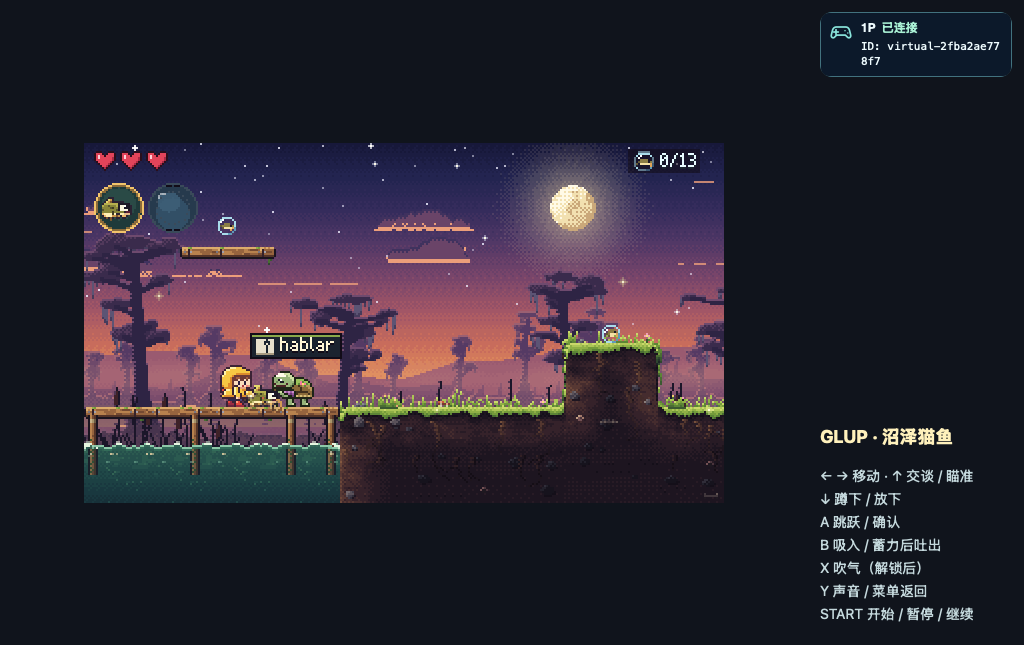 1P 已连接
ID: virtual-2fba2ae77
8f7
0/13
↑ hablar
GLUP · 沼泽猫鱼
← → 移动 · ↑ 交谈 / 瞄准
↓ 蹲下 / 放下
A 跳跃 / 确认
B 吸入 / 蓄力后吐出
X 吹气（解锁后）
Y 声音 / 菜单返回
START 开始 / 暂停 / 继续